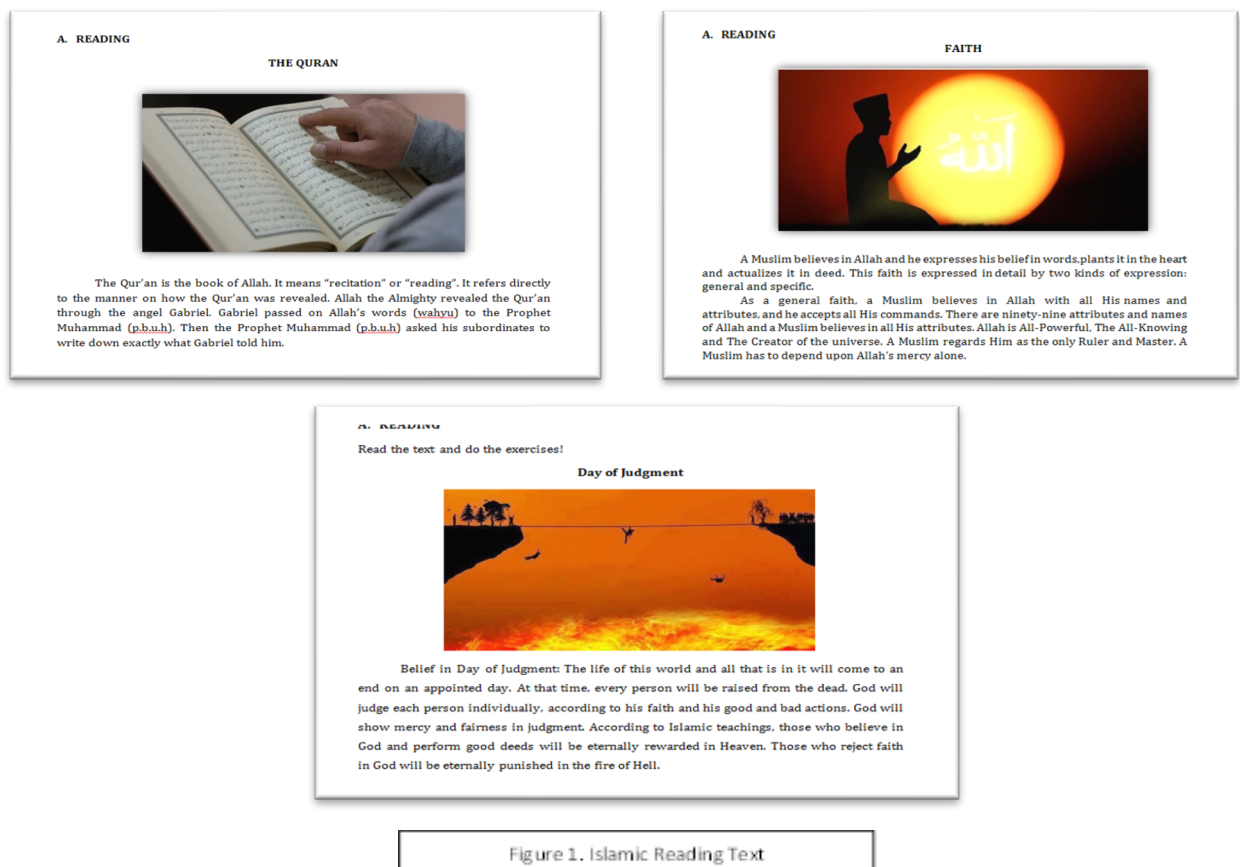 A. READING
THE QURAN
The Qur’an is the book of Allah. It means “recitation” or “reading”. It refers directly
to the manner on how the Qur’an was revealed. Allah the Almighty revealed the Qur’an
through the angel Gabriel. Gabriel passed on Allah’s words (wahyu) to the Prophet
Muhammad (p.b.u.h). Then the Prophet Muhammad (p.b.u.h) asked his subordinates to
write down exactly what Gabriel told him.
A. READING
FAITH
الله
A Muslim believes in Allah and he expresses his belief in words,plants it in the heart
and actualizes it in deed. This faith is expressed in detail by two kinds of expression:
general and specific.
As a general faith, a Muslim believes in Allah with all His names and
attributes, and he accepts all His commands. There are ninety-nine attributes and names
of Allah and a Muslim believes in all His attributes. Allah is All-Powerful, The All-Knowing
and The Creator of the universe. A Muslim regards Him as the only Ruler and Master. A
Muslim has to depend upon Allah’s mercy alone.
A. READING
Read the text and do the exercises!
Day of Judgment
Belief in Day of Judgment: The life of this world and all that is in it will come to an
end on an appointed day. At that time, every person will be raised from the dead. God will
judge each person individually, according to his faith and his good and bad actions. God will
show mercy and fairness in judgment. According to Islamic teachings, those who believe in
God and perform good deeds will be eternally rewarded in Heaven. Those who reject faith
in God will be eternally punished in the fire of Hell.
Figure 1. Islamic Reading Text